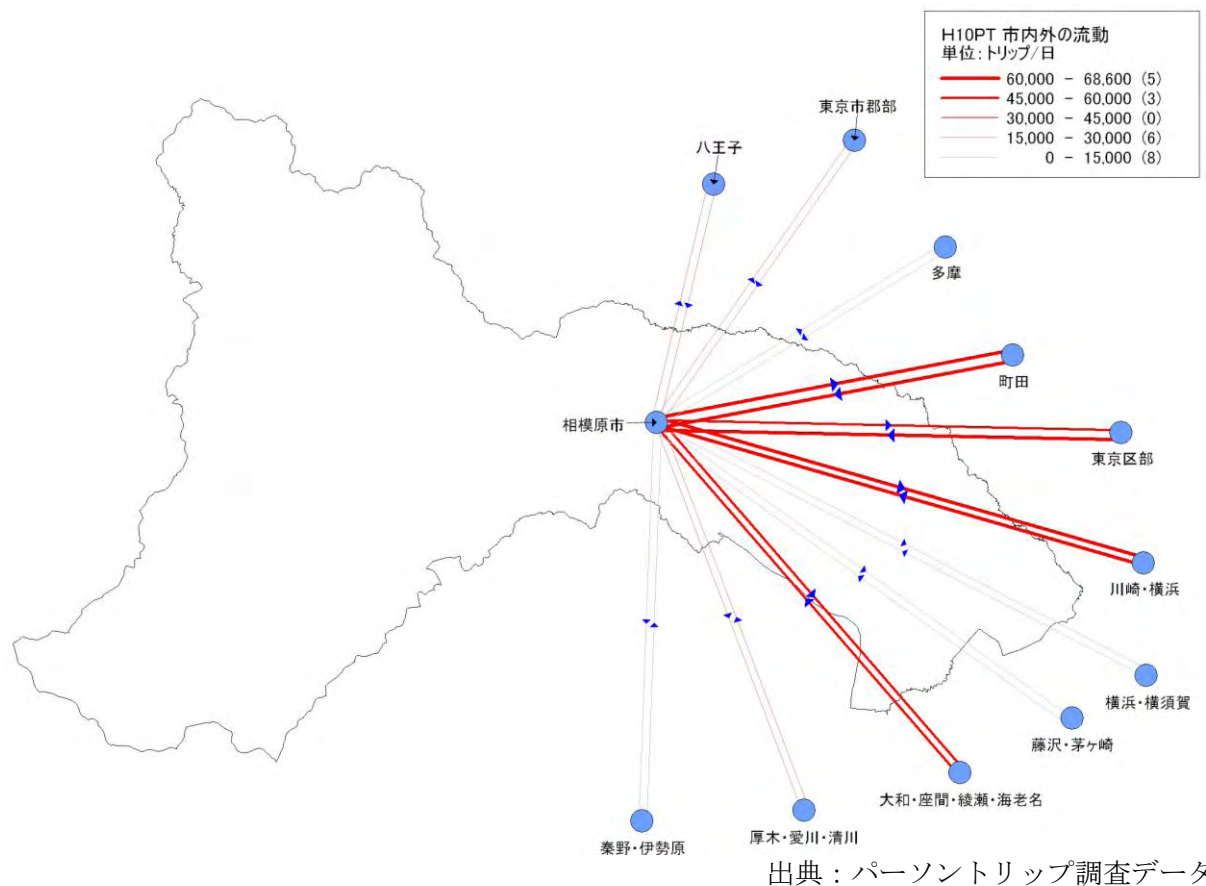 H10PT 市内外の流動
単位:トリップ/日
60,000 - 68,600 (5)
45,000 - 60,000 (3)
30,000 - 45,000 (0)
15,000 - 30,000 (6)
0 - 15,000 (8)
東京市郡部
八王子
多摩
町田
相模原市
東京区部
川崎・横浜
横浜・横須賀
藤沢・茅ヶ崎
大和・座間・綾瀬・海老名
厚木・愛川・清川
秦野・伊勢原
出典:パーソントリップ調査データ